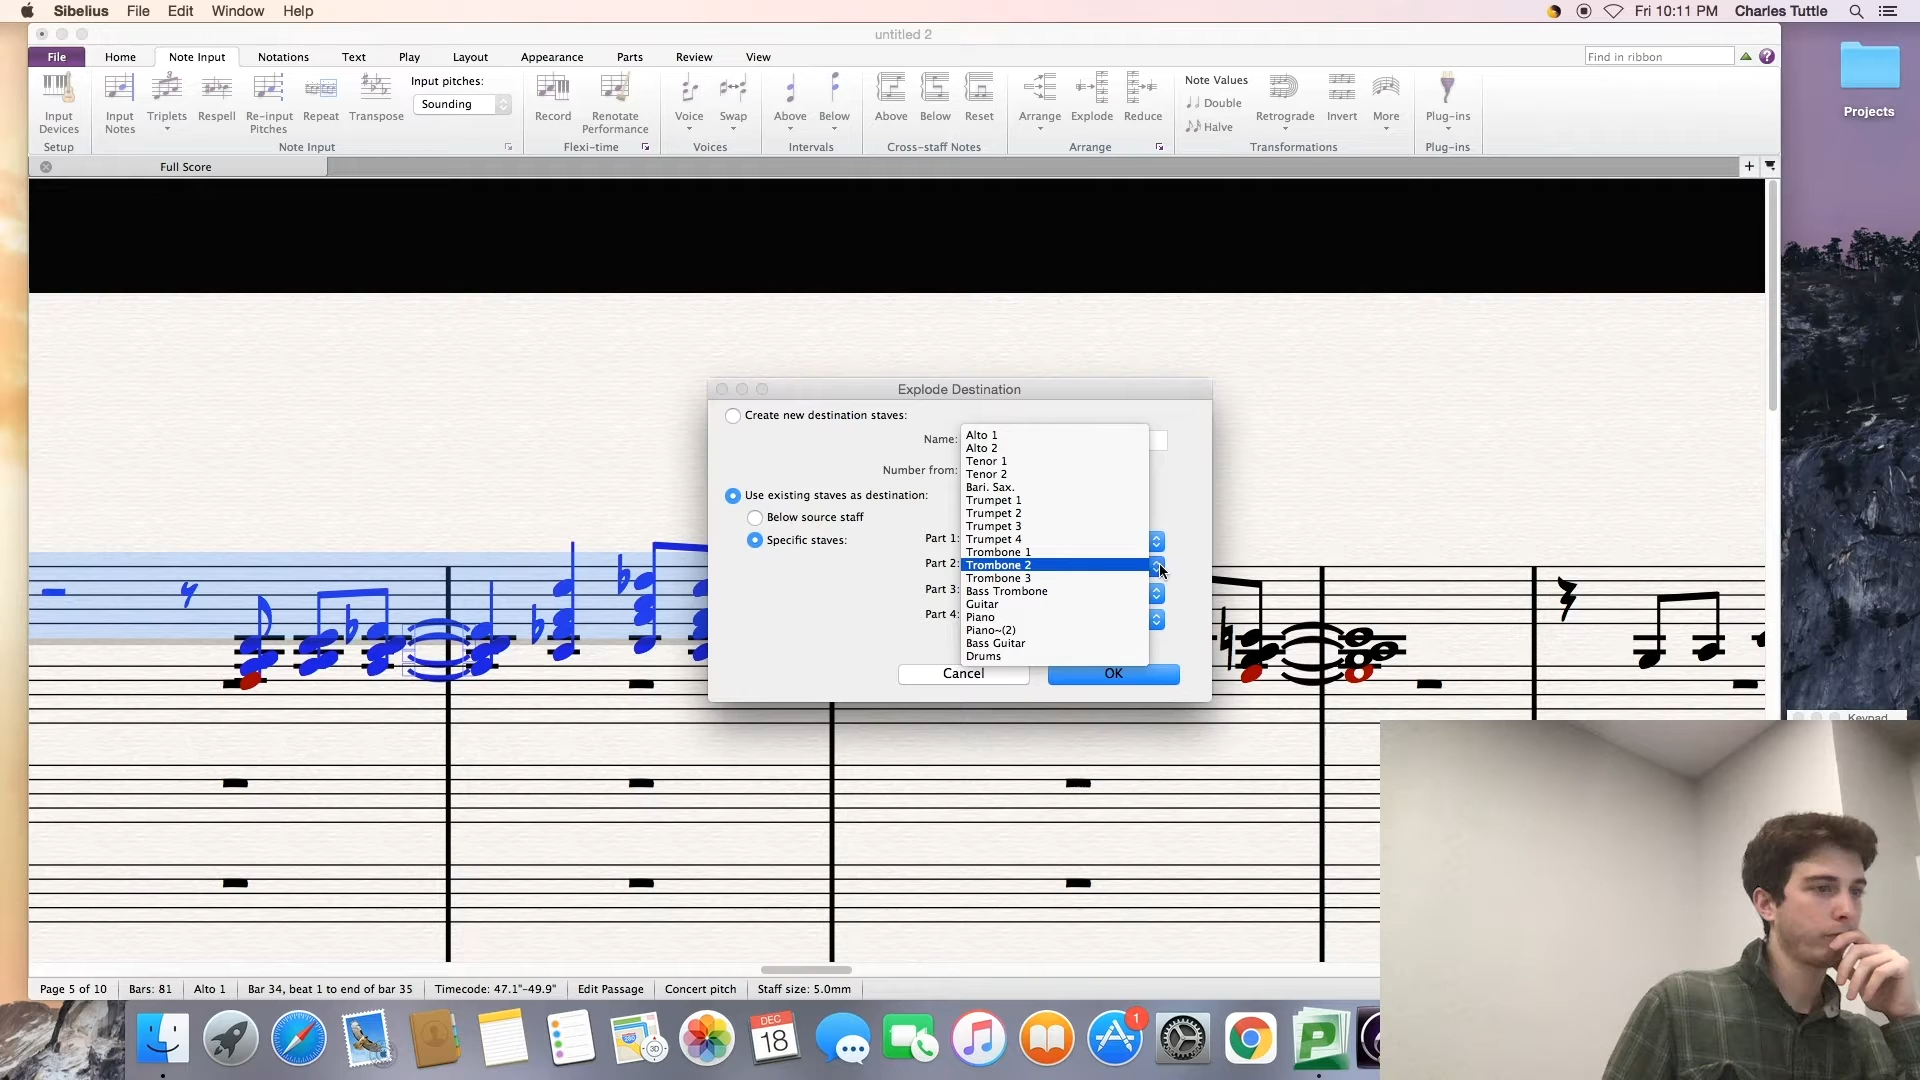 Sibelius File Edit Window Help
Fri 10:11 PM Charles Tuttle
untitled 2
File Home Note Input Notations Text Play Layout Appearance Parts Review View
Find in ribbon
Input Devices
Setup
Input Notes
Triplets
Respell
Re-input Pitches
Repeat
Transpose
Input pitches:
Sounding
Note Input
Record
Renotate Performance
Flexi-time
Voice
Swap
Voices
Above
Below
Intervals
Above
Below
Reset
Cross-staff Notes
Arrange
Explode
Reduce
Arrange
Note Values
Double
Halve
Retrograde
Invert
More
Transformations
Plug-ins
Plug-ins
Full Score
Projects
Explode Destination
Create new destination staves:
Name:
Number from:
Use existing staves as destination:
Below source staff
Specific staves:
Part 1:
Part 2:
Part 3:
Part 4:
Alto 1
Alto 2
Tenor 1
Tenor 2
Bari. Sax.
Trumpet 1
Trumpet 2
Trumpet 3
Trumpet 4
Trombone 1
Trombone 2
Trombone 3
Bass Trombone
Guitar
Piano
Piano~(2)
Bass Guitar
Drums
Cancel
OK
Keypad
Page 5 of 10 Bars: 81 Alto 1 Bar 34, beat 1 to end of bar 35 Timecode: 47.1"-49.9" Edit Passage Concert pitch Staff size: 5.0mm
3D
DEC
18
1
P